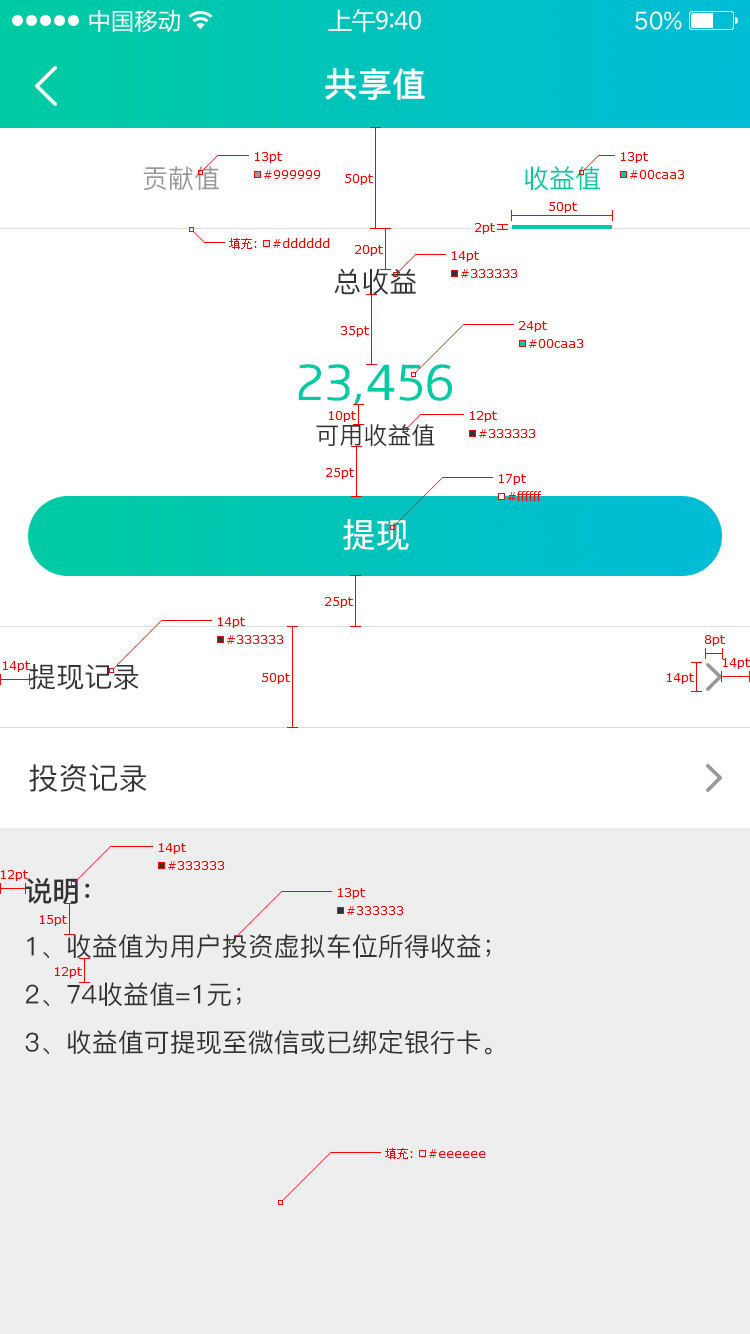 中国移动 上午9:40 50%
共享值
贡献值 13pt #999999 50pt 收益值 13pt #00caa3
50pt
2pt
填充: #dddddd
20pt 14pt
总收益 #333333
35pt 24pt
#00caa3
23,456
10pt 12pt
可用收益值 #333333
25pt 17pt
#ffffff
提现
25pt
14pt
#333333
8pt
14pt 提现记录 50pt 14pt 14pt
投资记录
14pt
#333333
12pt 说明：
13pt
#333333
15pt
1、收益值为用户投资虚拟车位所得收益；
12pt
2、74收益值=1元；
3、收益值可提现至微信或已绑定银行卡。
填充: #eeeeee